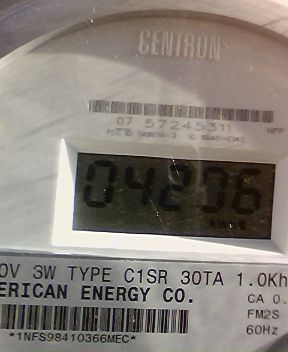 CENTRON®
07 57245311 HPP
04206
0V 3W TYPE C1SR 30TA 1.0Kh
ERICAN ENERGY CO. CA 0.
FM2S
60Hz
*1NFS98410366MEC*